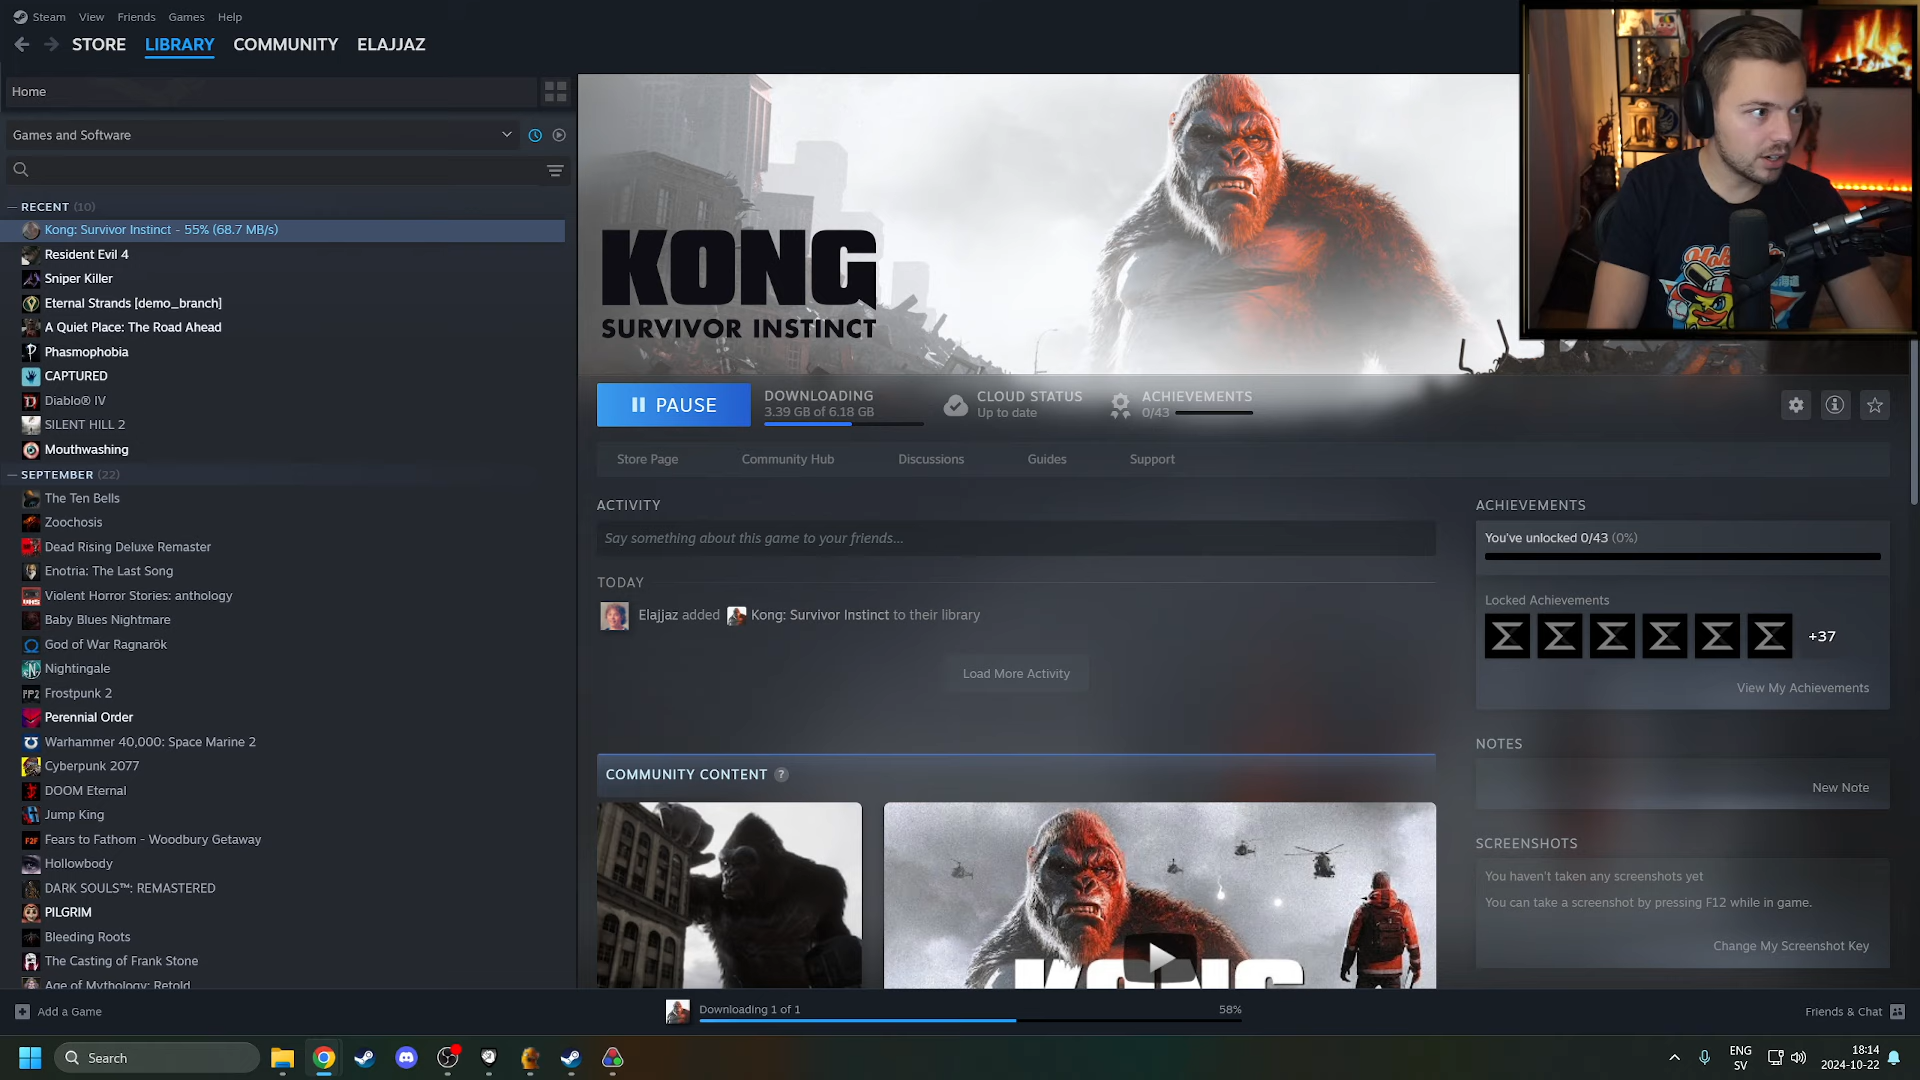 Steam View Friends Games Help
STORE LIBRARY COMMUNITY ELAJJAZ
Home
Games and Software
RECENT (10)
Kong: Survivor Instinct - 55% (68.7 MB/s)
Resident Evil 4
Sniper Killer
Eternal Strands [demo_branch]
A Quiet Place: The Road Ahead
Phasmophobia
CAPTURED
Diablo® IV
SILENT HILL 2
Mouthwashing
SEPTEMBER (22)
The Ten Bells
Zoochosis
Dead Rising Deluxe Remaster
Enotria: The Last Song
Violent Horror Stories: anthology
Baby Blues Nightmare
God of War Ragnarök
Nightingale
Frostpunk 2
Perennial Order
Warhammer 40,000: Space Marine 2
Cyberpunk 2077
DOOM Eternal
Jump King
Fears to Fathom - Woodbury Getaway
Hollowbody
DARK SOULS™: REMASTERED
PILGRIM
Bleeding Roots
The Casting of Frank Stone
Age of Mythology: Retold
Add a Game
KONG
SURVIVOR INSTINCT
PAUSE
DOWNLOADING
3.39 GB of 6.18 GB
CLOUD STATUS
Up to date
ACHIEVEMENTS
0/43
Store Page Community Hub Discussions Guides Support
ACTIVITY
Say something about this game to your friends...
TODAY
Elajjaz added Kong: Survivor Instinct to their library
Load More Activity
COMMUNITY CONTENT ?
KONG
ACHIEVEMENTS
You've unlocked 0/43 (0%)
Locked Achievements
+37
View My Achievements
NOTES
New Note
SCREENSHOTS
You haven't taken any screenshots yet
You can take a screenshot by pressing F12 while in game.
Change My Screenshot Key
Downloading 1 of 1 58%
Friends & Chat
Search
ENG
SV
18:14
2024-10-22